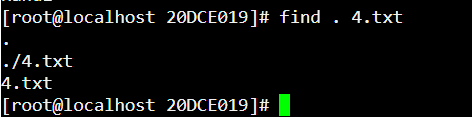 [root@localhost 20DCE019]# find . 4.txt
.
./4.txt
4.txt
[root@localhost 20DCE019]#